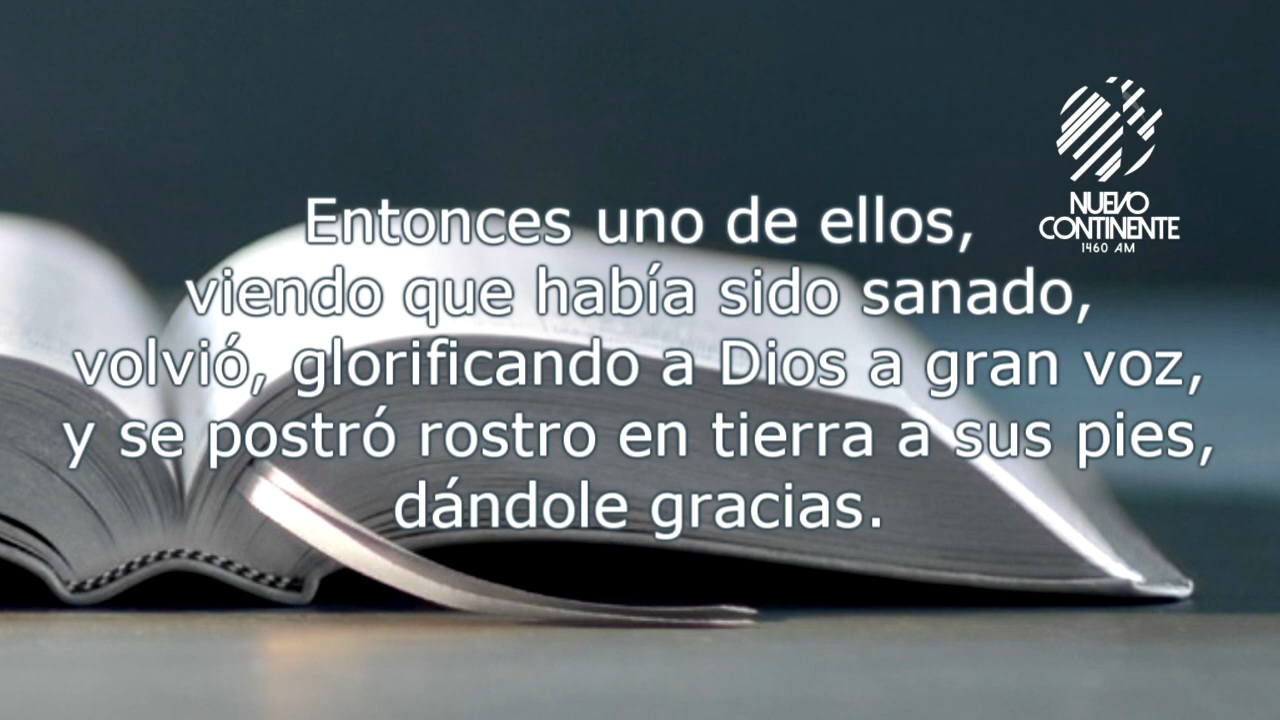 NUEVO
CONTINENTE
1460 AM
Entonces uno de ellos,
viendo que había sido sanado,
volvió, glorificando a Dios a gran voz,
y se postró rostro en tierra a sus pies,
dándole gracias.